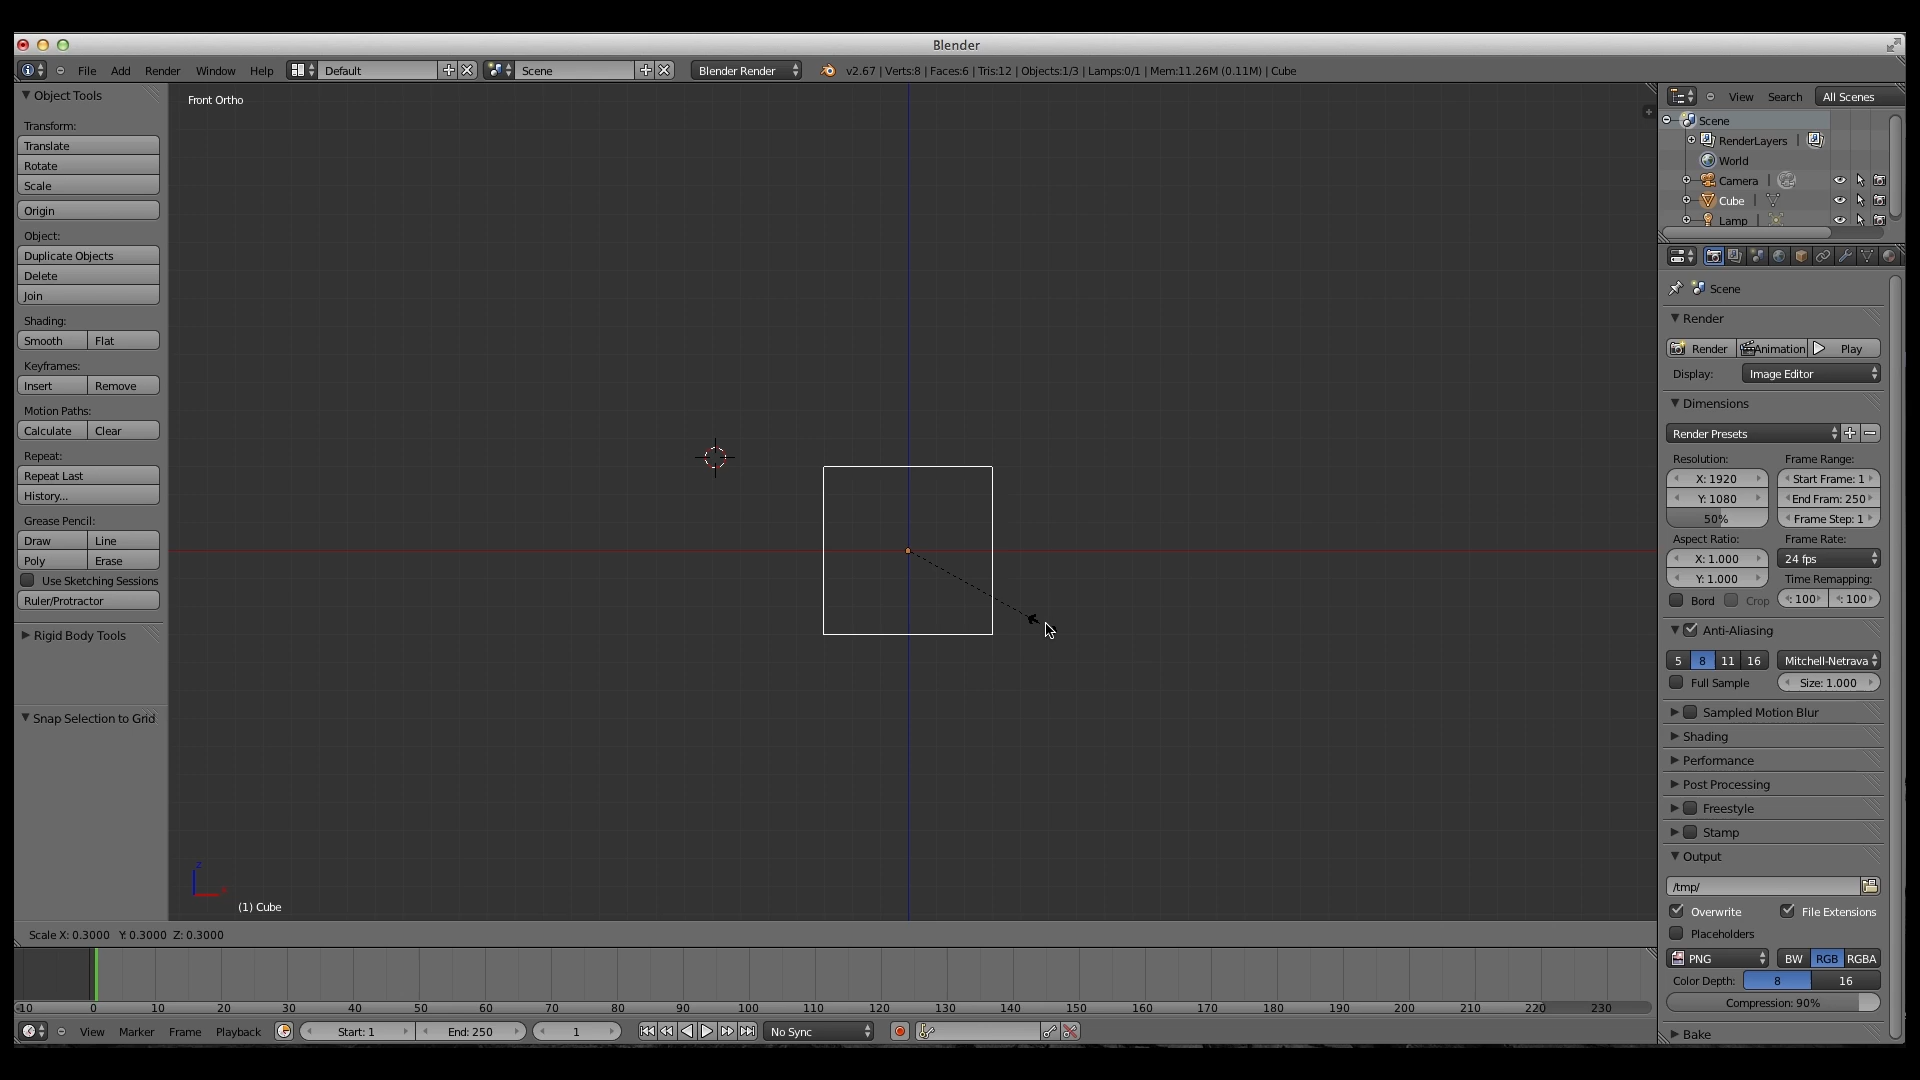 Blender
File Add Render Window Help Default Scene Blender Render v2.67 | Verts:8 | Faces:6 | Tris:12 | Objects:1/3 | Lamps:0/1 | Mem:11.26M (0.11M) | Cube
Object Tools
Transform:
Translate
Rotate
Scale
Origin
Object:
Duplicate Objects
Delete
Join
Shading:
Smooth Flat
Keyframes:
Insert Remove
Motion Paths:
Calculate Clear
Repeat:
Repeat Last
History...
Grease Pencil:
Draw Line
Poly Erase
Use Sketching Sessions
Ruler/Protractor
Rigid Body Tools
Snap Selection to Grid
Front Ortho
z
(1) Cube
Scale X: 0.3000 Y: 0.3000 Z: 0.3000
-10 0 10 20 30 40 50 60 70 80 90 100 110 120 130 140 150 160 170 180 190 200 210 220 230
View Marker Frame Playback Start: 1 End: 250 1 No Sync
View Search All Scenes
Scene
RenderLayers |
World
Camera |
Cube |
Lamp |
Scene
Render
Render Animation Play
Display: Image Editor
Dimensions
Render Presets
Resolution: Frame Range:
X: 1920 Start Frame: 1
Y: 1080 End Fram: 250
50% Frame Step: 1
Aspect Ratio: Frame Rate:
X: 1.000 24 fps
Y: 1.000 Time Remapping:
Bord Crop : 100 : 100
Anti-Aliasing
5 8 11 16 Mitchell-Netrava
Full Sample Size: 1.000
Sampled Motion Blur
Shading
Performance
Post Processing
Freestyle
Stamp
Output
/tmp/
Overwrite File Extensions
Placeholders
PNG BW RGB RGBA
Color Depth: 8 16
Compression: 90%
Bake